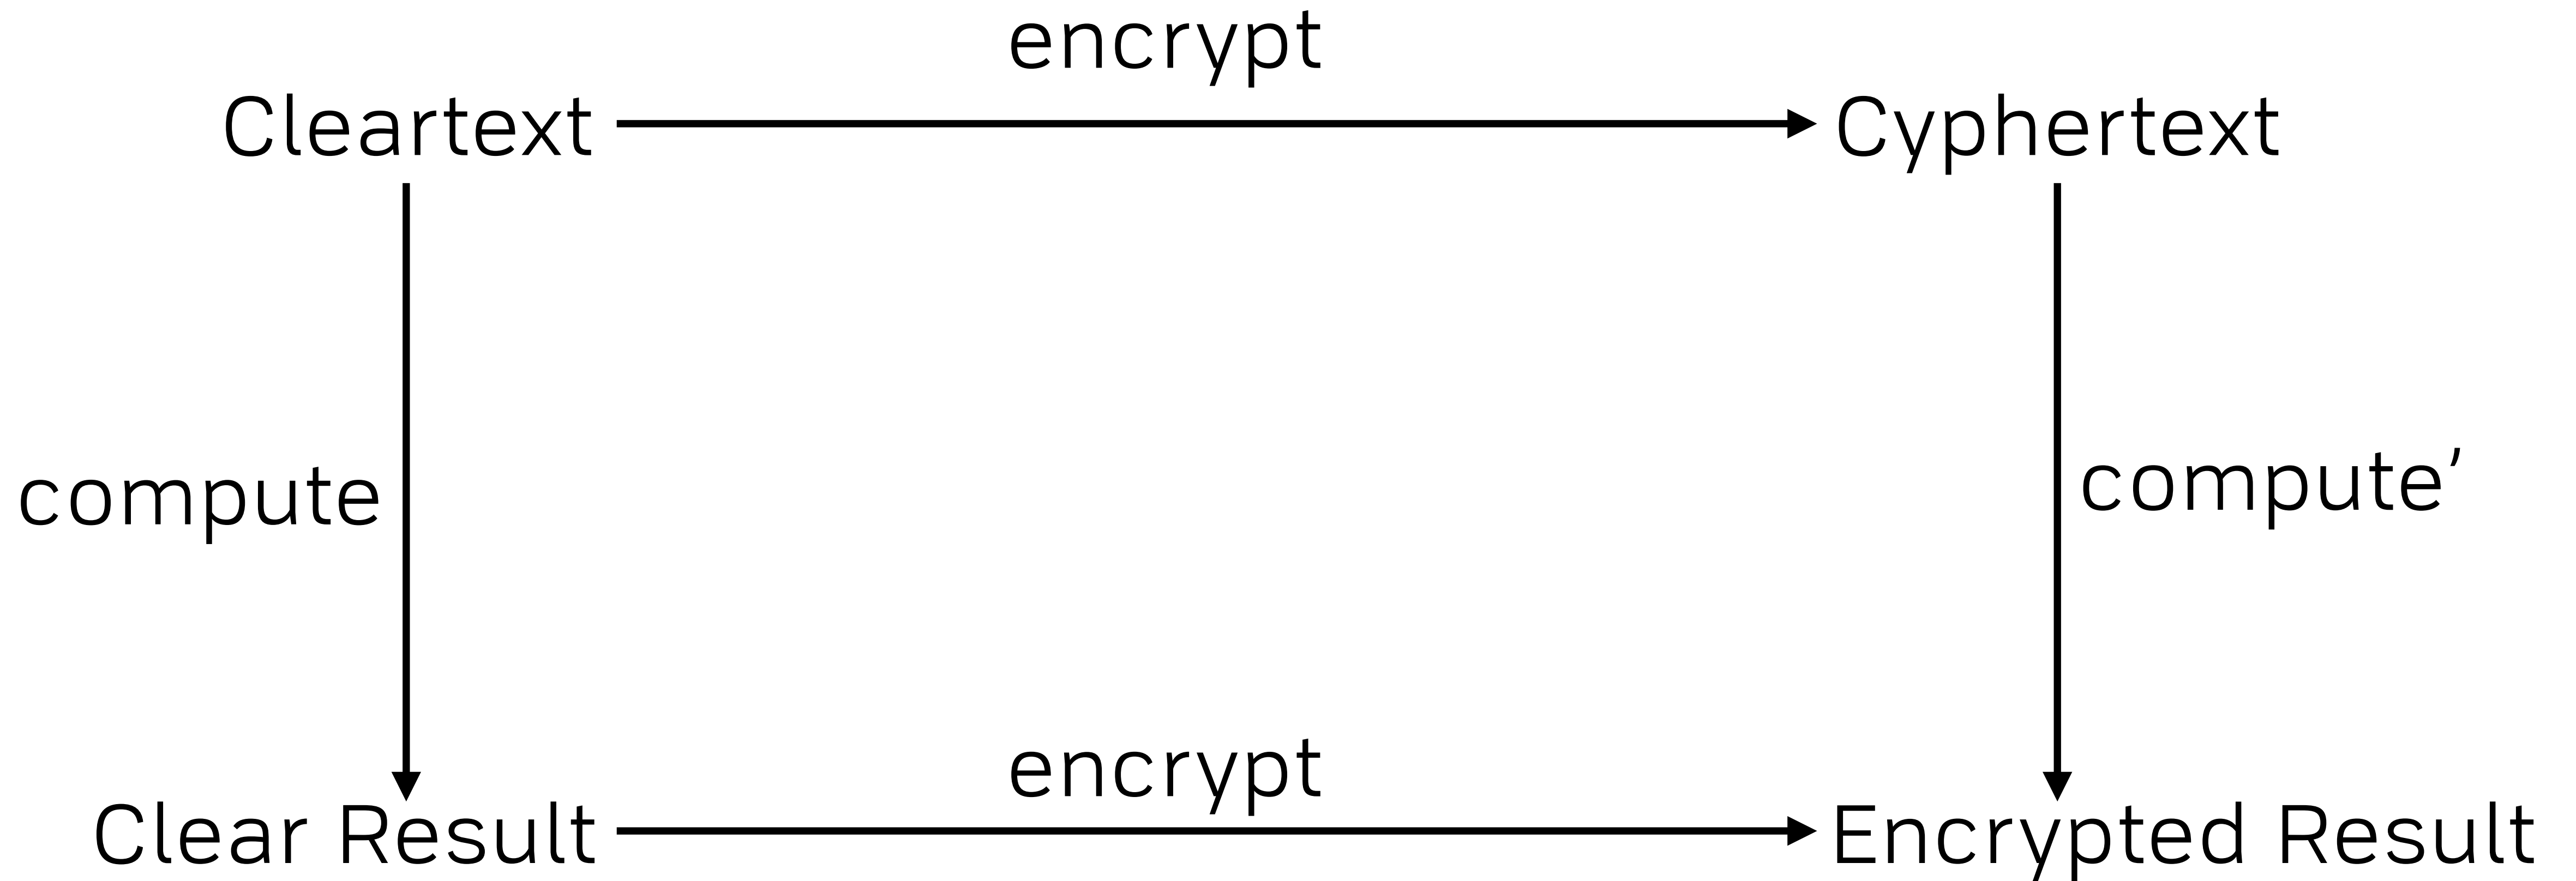 encrypt
Cleartext
Cyphertext
compute
compute’
encrypt
Clear Result
Encrypted Result